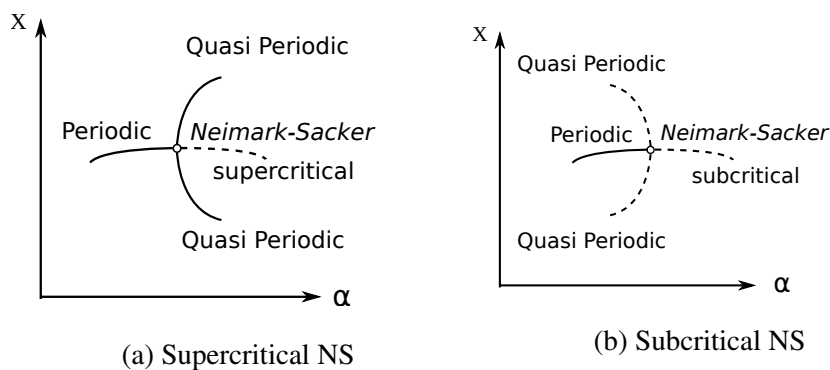 X
Quasi Periodic
Periodic
Neimark-Sacker
supercritical
Quasi Periodic
α
(a) Supercritical NS
X
Quasi Periodic
Periodic
Neimark-Sacker
subcritical
Quasi Periodic
α
(b) Subcritical NS